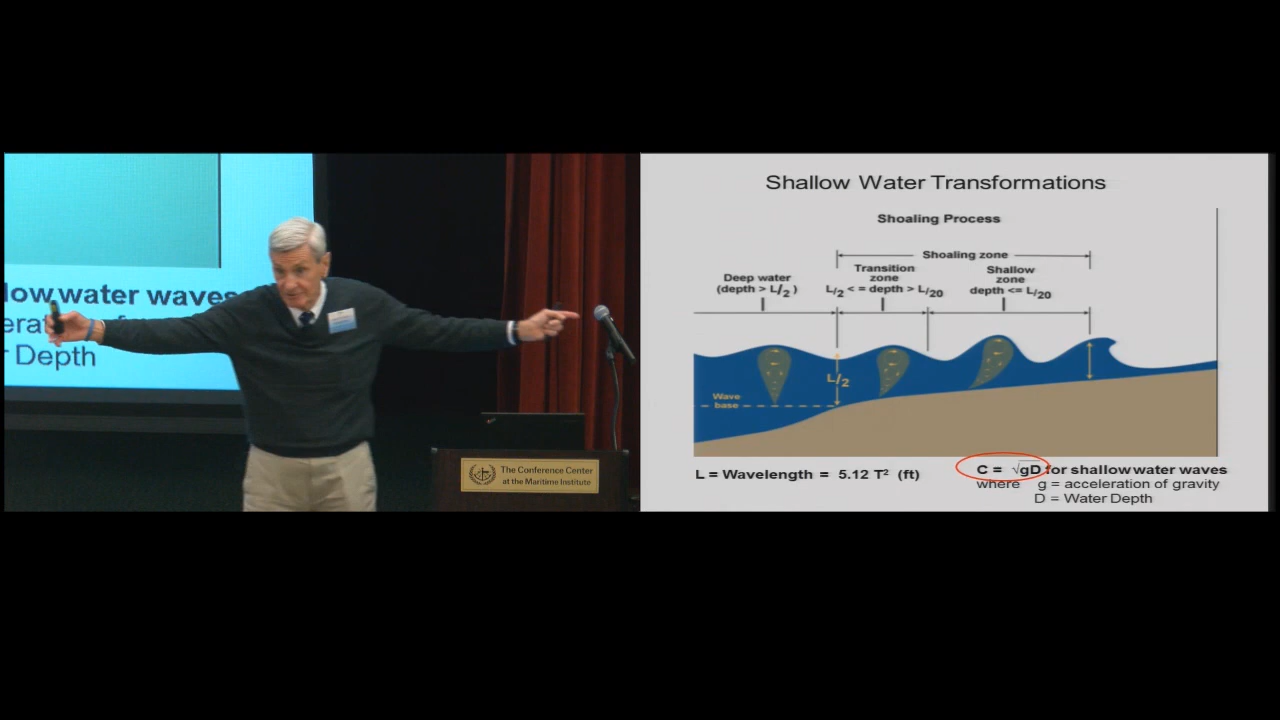 low water waves
r Depth
The Conference Center
at the Maritime Institute
Shallow Water Transformations
Shoaling Process
Shoaling zone
Deep water
(depth > L/2 )
Transition
zone
L/2 < = depth > L/20
Shallow
zone
depth <= L/20
L/2
Wave
base
L = Wavelength = 5.12 T² (ft)
C = √gD for shallow water waves
where g = acceleration of gravity
D = Water Depth